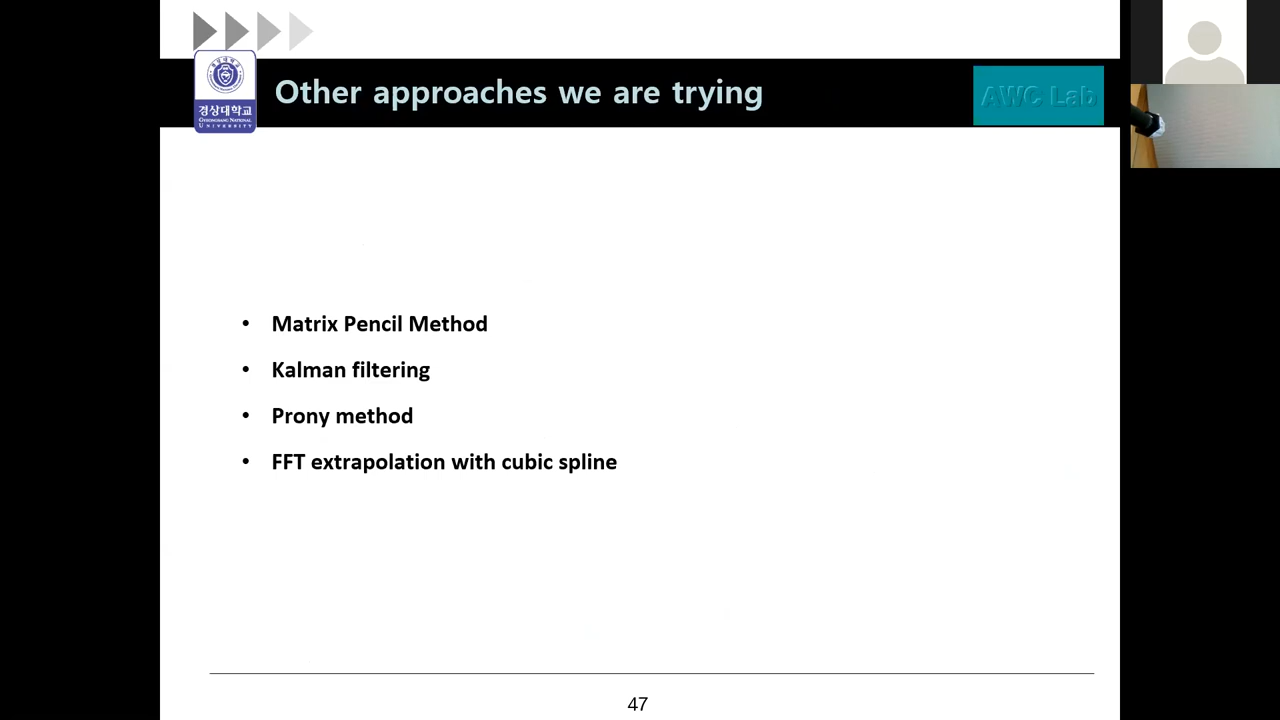 Other approaches we are trying
AWC Lab
경상대학교
GYEONGSANG NATIONAL
UNIVERSITY
• Matrix Pencil Method
• Kalman filtering
• Prony method
• FFT extrapolation with cubic spline
47